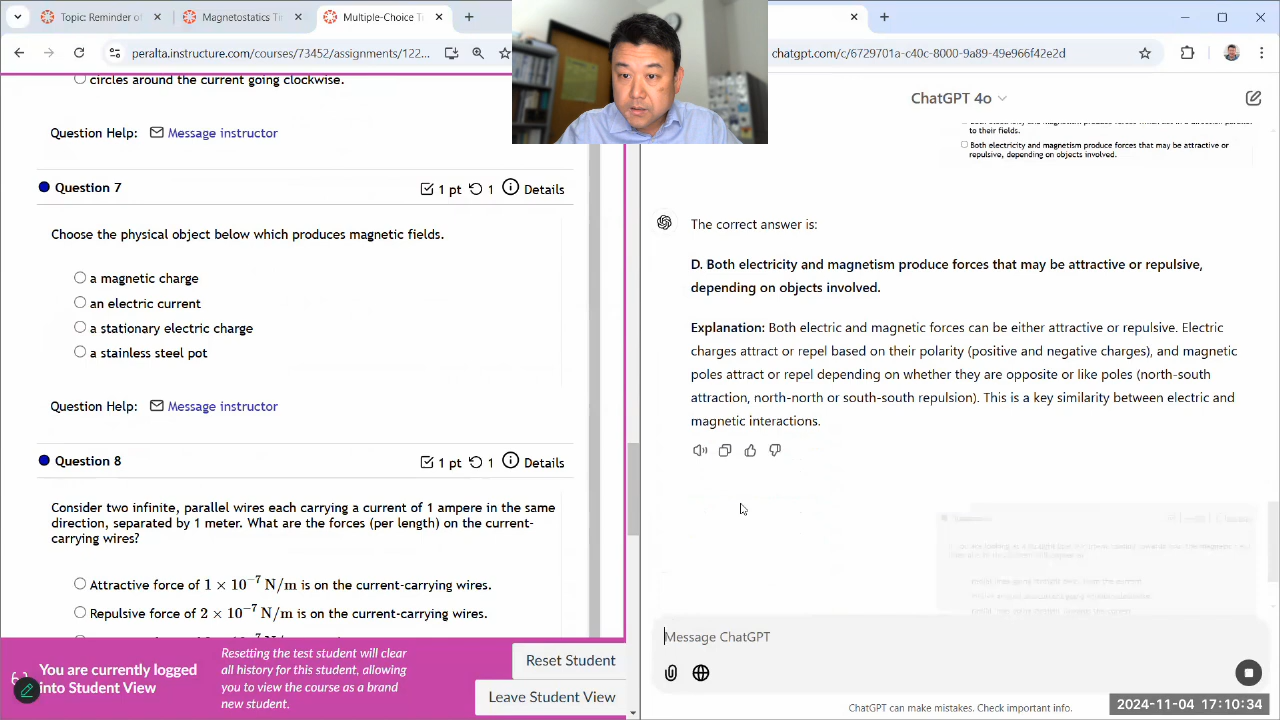 Topic Reminder
Magnetostatics Ti
Multiple-Choice T
peralta.instructure.com/courses/73452/assignments/122...
chatgpt.com/c/6729701a-c40c-8000-9a89-49e966f42e2d
circles around the current going clockwise.
Question Help: Message instructor
Question 7
1 pt 1 Details
Choose the physical object below which produces magnetic fields.
a magnetic charge
an electric current
a stationary electric charge
a stainless steel pot
Question Help: Message instructor
Question 8
1 pt 1 Details
Consider two infinite, parallel wires each carrying a current of 1 ampere in the same
direction, separated by 1 meter. What are the forces (per length) on the current-
carrying wires?
Attractive force of 1 × 10⁻⁷ N/m is on the current-carrying wires.
Repulsive force of 2 × 10⁻⁷ N/m is on the current-carrying wires.
You are currently logged
into Student View
Resetting the test student will clear
all history for this student, allowing
you to view the course as a brand
new student.
Reset Student
Leave Student View
ChatGPT 4o
to their fields.
Both electricity and magnetism produce forces that may be attractive or
repulsive, depending on objects involved.
The correct answer is:
D. Both electricity and magnetism produce forces that may be attractive or repulsive,
depending on objects involved.
Explanation: Both electric and magnetic forces can be either attractive or repulsive. Electric
charges attract or repel based on their polarity (positive and negative charges), and magnetic
poles attract or repel depending on whether they are opposite or like poles (north-south
attraction, north-north or south-south repulsion). This is a key similarity between electric and
magnetic interactions.
Message ChatGPT
ChatGPT can make mistakes. Check important info.
2024-11-04 17:10:34